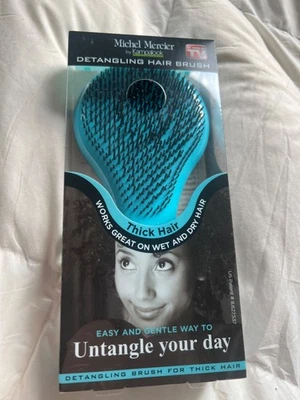 Michel Mercier
by Kampalook
DETANGLING HAIR BRUSH
Thick Hair
WORKS GREAT ON WET AND DRY HAIR
EASY AND GENTLE WAY TO
Untangle your day
DETANGLING BRUSH FOR THICK HAIR